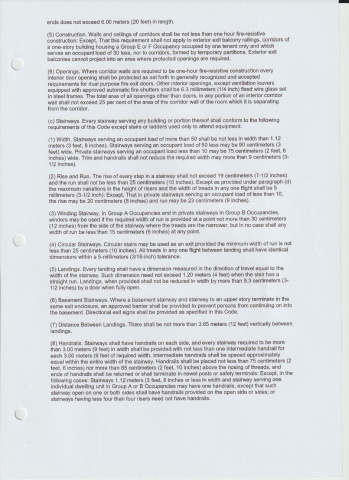 ends does not exceed 6.00 meters (20 feet) in length.
(5) Construction. Walls and ceilings of corridors shall be not less than one hour fire-resistive
construction: Except, That this requirement shall not apply to exterior exit balcony railings, corridors of
a one-story building housing a Group E or F Occupancy occupied by one tenant only and which
serves an occupant load of 30 less, nor to corridors, formed by temporary partitions. Exterior exit
balconies cannot project into an area where protected openings are required.
(6) Openings. Where corridor walls are required to be one-hour fire-resistive construction every
interior door opening shall be protected as set forth in generally recognized and accepted
requirements for dual purpose fire exit doors. Other interior openings, except ventilation louvers
equipped with approved automatic fire shutters shall be 6.3 millimeters (1/4 inch) fixed wire glass set
in steel frames. The total area of all openings other than doors, in any portion of an interior corridor
wall shall not exceed 25 per cent of the area of the corridor wall of the room which it is separating
from the corridor.
(c) Stairways. Every stairway serving any building or portion thereof shall conform to the following
requirements of this Code except stairs or ladders used only to attend equipment.
(1) Width. Stairways serving an occupant load of more than 50 shall be not less in width than 1.12
meters (3 feet, 8 inches). Stairways serving an occupant load of 50 less may be 90 centimeters (3
feet) wide. Private stairways serving an occupant load less than 10 may be 75 centimeters (2 feet, 6
inches) wide. Trim and handrails shall not reduce the required width may more than 9 centimeters (3-
1/2 inches).
(2) Rise and Run. The rise of every step in a stairway shall not exceed 19 centimeters (7-1/2 inches)
and the run shall not be less than 25 centimeters (10 inches). Except as provided under paragraph (d)
the maximum variations in the height of risers and the width of treads in any one flight shall be 5
millimeters (3-1/2 inch): Except, That in private stairways serving an occupant load of less than 10,
the rise may be 20 centimeters (8 inches) and run may be 23 centimeters (9 inches).
(3) Winding Stairway. In Group A Occupancies and in private stairways in Group B Occupancies,
winders may be used if the required width of run is provided at a point not more than 30 centimeters
(12 inches) from the side of the stairway where the treads are the narrower, but in no case shall any
width of run be less than 15 centimeters (6 inches) at any point.
(4) Circular Stairways. Circular stairs may be used as an exit provided the minimum width of run is not
less than 25 centimeters (10 inches). All treads in any one flight between landing shall have identical
dimensions within a 5-millimeters (3/16-inch) tolerance.
(5) Landings. Every landing shall have a dimension measured in the direction of travel equal to the
width of the stairway. Such dimension need not exceed 1.20 meters (4 feet) when the stair has a
straight run. Landings, when provided shall not be reduced in width by more than 9.3 centimeters (3-
1/2 inches) by a door when fully open.
(6) Basement Stairways. Where a basement stairway and stairway to an upper story terminate in the
same exit enclosure, an approved barrier shall be provided to prevent persons from continuing on into
the basement. Directional exit signs shall be provided as specified in this Code.
(7) Distance Between Landings. There shall be not more than 3.65 meters (12 feet) vertically between
landings.
(8) Handrails. Stairways shall have handrails on each side, and every stairway required to be more
than 3.00 meters (9 feet) in width shall be provided with not less than one intermediate handrail for
each 3.00 meters (9 feet of required width. Intermediate handrails shall be spaced approximately
equal within the entire width of the stairway. Handrails shall be placed not less than 75 centimeters (2
feet, 6 inches) nor more than 85 centimeters (2 feet, 10 inches) above the nosing of treads, and
ends of handrails shall be returned or shall terminate in newel posts or safety terminals: Except, in the
following cases: Stairways 1.12 meters (3 feet, 8 inches or less in width and stairway serving one
individual dwelling unit in Group A or B Occupancies may have one handrails, except that such
stairway open on one or both sides shall have handrails provided on the open side or sides; or
stairways having less than four risers need not have handrails.